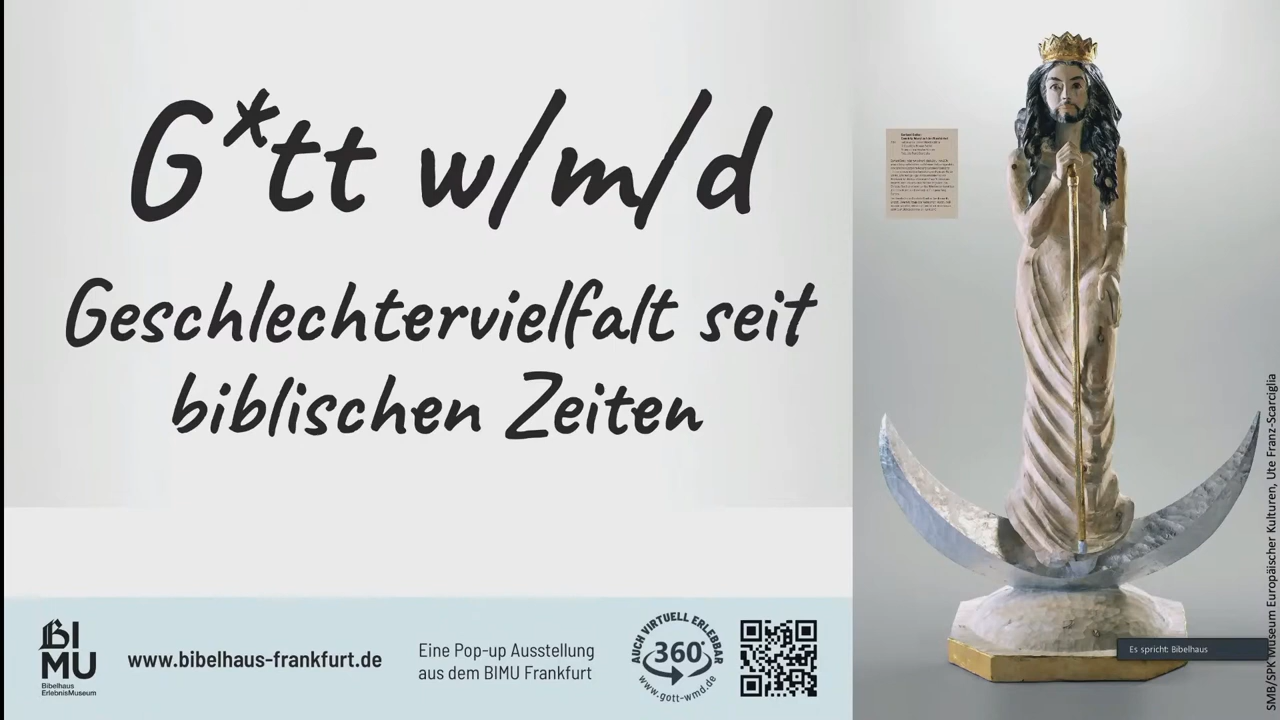 G*tt w/m/d
Geschlechtervielfalt seit
biblischen Zeiten
BI
MU
Bibelhaus
ErlebnisMuseum
www.bibelhaus-frankfurt.de
Eine Pop-up Ausstellung
aus dem BIMU Frankfurt
AUCH VIRTUELL ERLEBBAR
360°
www.gott-wmd.de
Es spricht: Bibelhaus
SMB/SPK Museum Europäischer Kulturen, Ute Franz-Scarciglia